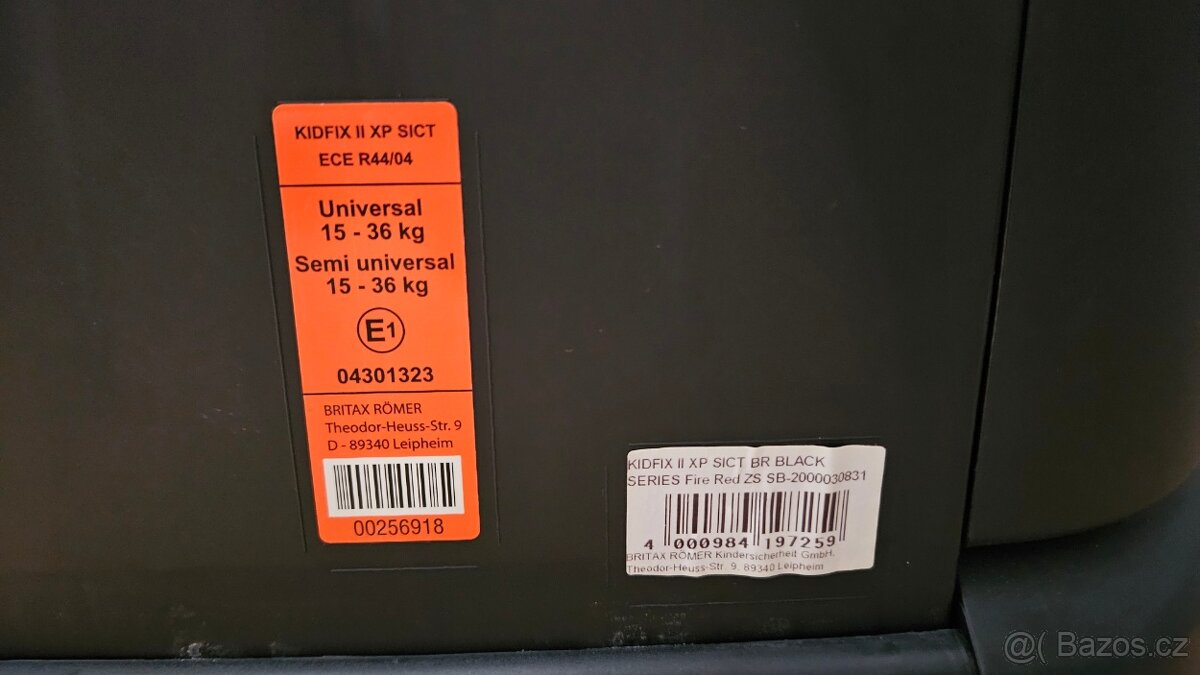 KIDFIX II XP SICT
ECE R44/04
Universal
15 - 36 kg
Semi universal
15 - 36 kg
E1
04301323
BRITAX RÖMER
Theodor-Heuss-Str. 9
D - 89340 Leipheim
00256918
KIDFIX II XP SICT BR BLACK
SERIES Fire Red ZS SB-2000030831
4 000984 197259
BRITAX RÖMER Kindersicherheit GmbH.
Theodor-Heuss-Str. 9, 89340 Leipheim
@( Bazos.cz